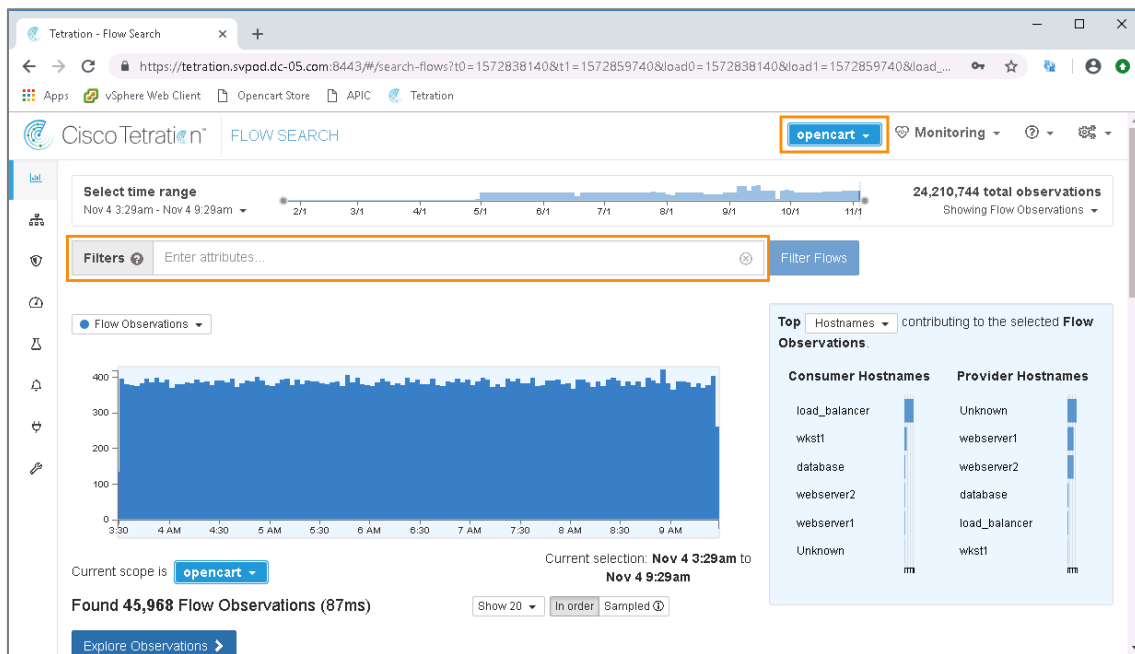 Tetration - Flow Search
https://tetration.svpod.dc-05.com:8443/#/search-flows?t0=1572838140&t1=1572859740&load0=1572838140&load1=1572859740&load_...
Apps vSphere Web Client Opencart Store APIC Tetration
Cisco Tetration™ FLOW SEARCH opencart Monitoring
Select time range
Nov 4 3:29am - Nov 4 9:29am
2/1 3/1 4/1 5/1 6/1 7/1 8/1 9/1 10/1 11/1
24,210,744 total observations
Showing Flow Observations
Filters Enter attributes... Filter Flows
Flow Observations
400
300
200
100
0
3:30 4 AM 4:30 5 AM 5:30 6 AM 6:30 7 AM 7:30 8 AM 8:30 9 AM
Top Hostnames contributing to the selected Flow
Observations.
Consumer Hostnames Provider Hostnames
load_balancer Unknown
wkst1 webserver1
database webserver2
webserver2 database
webserver1 load_balancer
Unknown wkst1
Current selection: Nov 4 3:29am to
Nov 4 9:29am
Current scope is opencart
Found 45,968 Flow Observations (87ms) Show 20 In order Sampled
Explore Observations